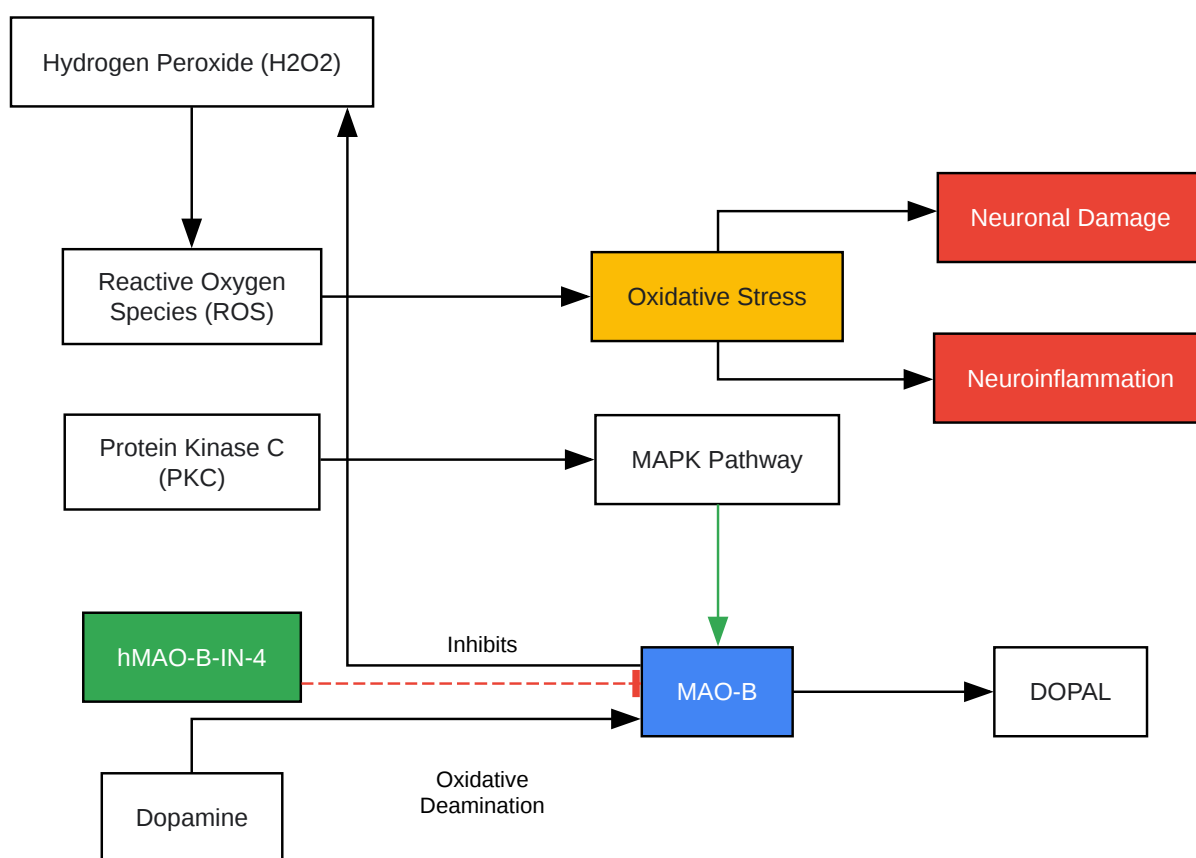 Hydrogen Peroxide (H2O2)
Neuronal Damage
Reactive Oxygen
Species (ROS)
Oxidative Stress
Neuroinflammation
Protein Kinase C
(PKC)
MAPK Pathway
hMAO-B-IN-4
Inhibits
MAO-B
DOPAL
Oxidative
Deamination
Dopamine